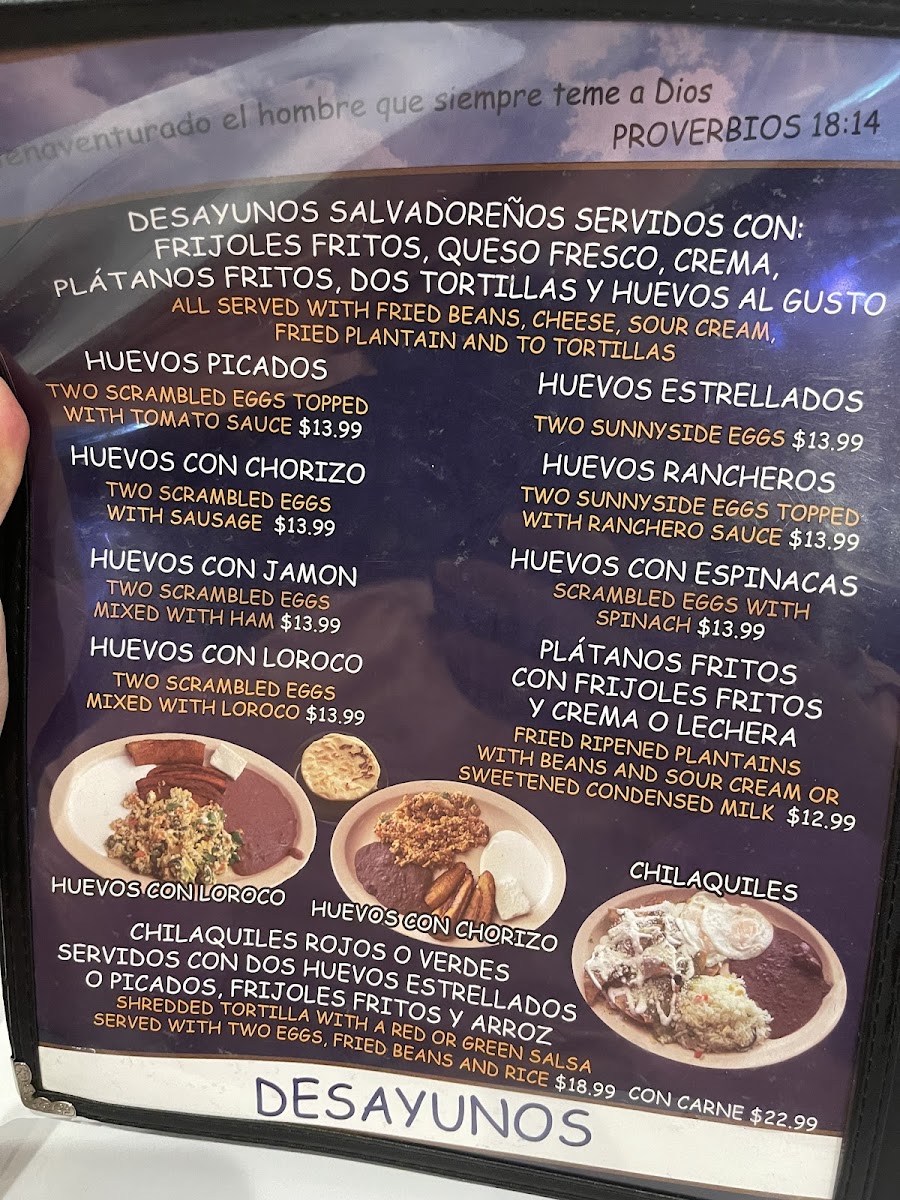 enaventurado el hombre que siempre teme a Dios
PROVERBIOS 18:14
DESAYUNOS SALVADOREÑOS SERVIDOS CON:
FRIJOLES FRITOS, QUESO FRESCO, CREMA,
PLÁTANOS FRITOS, DOS TORTILLAS Y HUEVOS AL GUSTO
ALL SERVED WITH FRIED BEANS, CHEESE, SOUR CREAM,
FRIED PLANTAIN AND TO TORTILLAS
HUEVOS PICADOS
TWO SCRAMBLED EGGS TOPPED
WITH TOMATO SAUCE $13.99
HUEVOS CON CHORIZO
TWO SCRAMBLED EGGS
WITH SAUSAGE $13.99
HUEVOS CON JAMON
TWO SCRAMBLED EGGS
MIXED WITH HAM $13.99
HUEVOS CON LOROCO
TWO SCRAMBLED EGGS
MIXED WITH LOROCO $13.99
HUEVOS ESTRELLADOS
TWO SUNNYSIDE EGGS $13.99
HUEVOS RANCHEROS
TWO SUNNYSIDE EGGS TOPPED
WITH RANCHERO SAUCE $13.99
HUEVOS CON ESPINACAS
SCRAMBLED EGGS WITH
SPINACH $13.99
PLÁTANOS FRITOS
CON FRIJOLES FRITOS
Y CREMA O LECHERA
FRIED RIPENED PLANTAINS
WITH BEANS AND SOUR CREAM OR
SWEETENED CONDENSED MILK $12.99
HUEVOS CON LOROCO
HUEVOS CON CHORIZO
CHILAQUILES
CHILAQUILES ROJOS O VERDES
SERVIDOS CON DOS HUEVOS ESTRELLADOS
O PICADOS, FRIJOLES FRITOS Y ARROZ
SHREDDED TORTILLA WITH A RED OR GREEN SALSA
SERVED WITH TWO EGGS, FRIED BEANS AND RICE $18.99 CON CARNE $22.99
DESAYUNOS